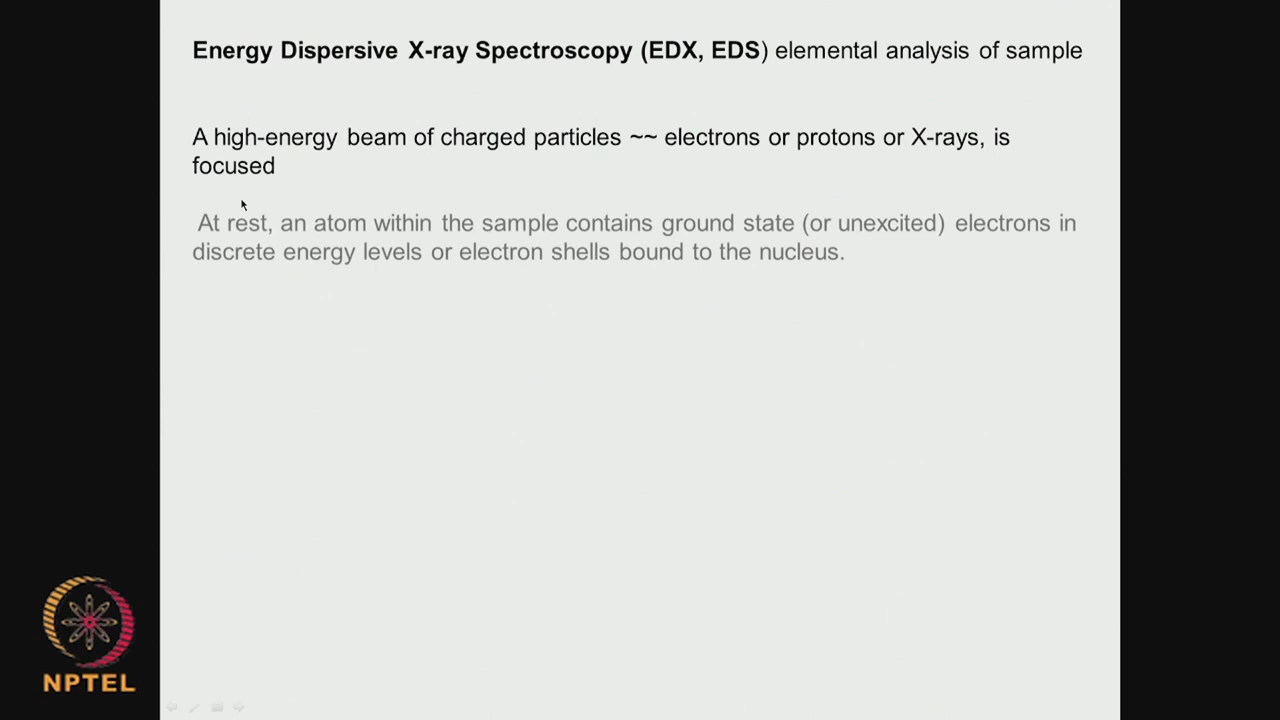 Energy Dispersive X-ray Spectroscopy (EDX, EDS) elemental analysis of sample
A high-energy beam of charged particles ~~ electrons or protons or X-rays, is
focused
At rest, an atom within the sample contains ground state (or unexcited) electrons in
discrete energy levels or electron shells bound to the nucleus.
NPTEL